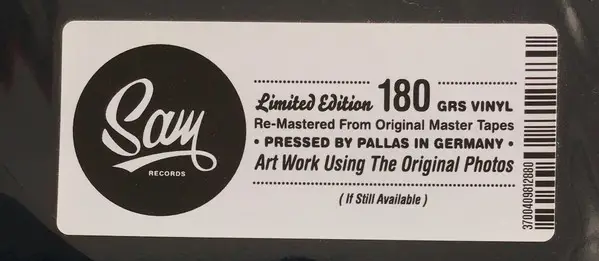 Sam
RECORDS
Limited Edition 180 GRS VINYL
Re-Mastered From Original Master Tapes
• PRESSED BY PALLAS IN GERMANY •
Art Work Using The Original Photos
( If Still Available )
3700409812880